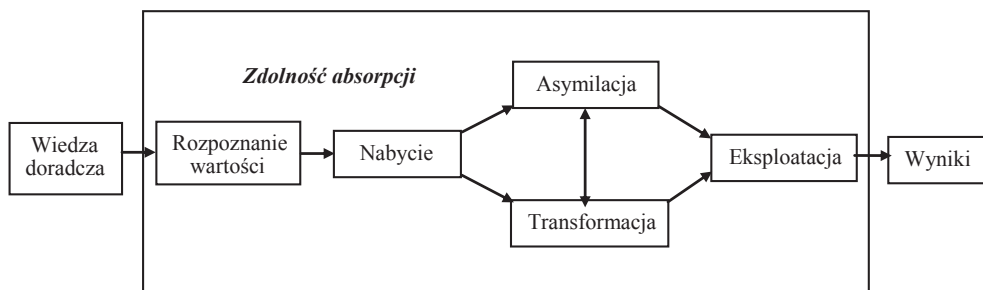 Zdolność absorpcji
Wiedza
doradcza
Rozpoznanie
wartości
Nabycie
Asymilacja
Transformacja
Eksploatacja
Wyniki